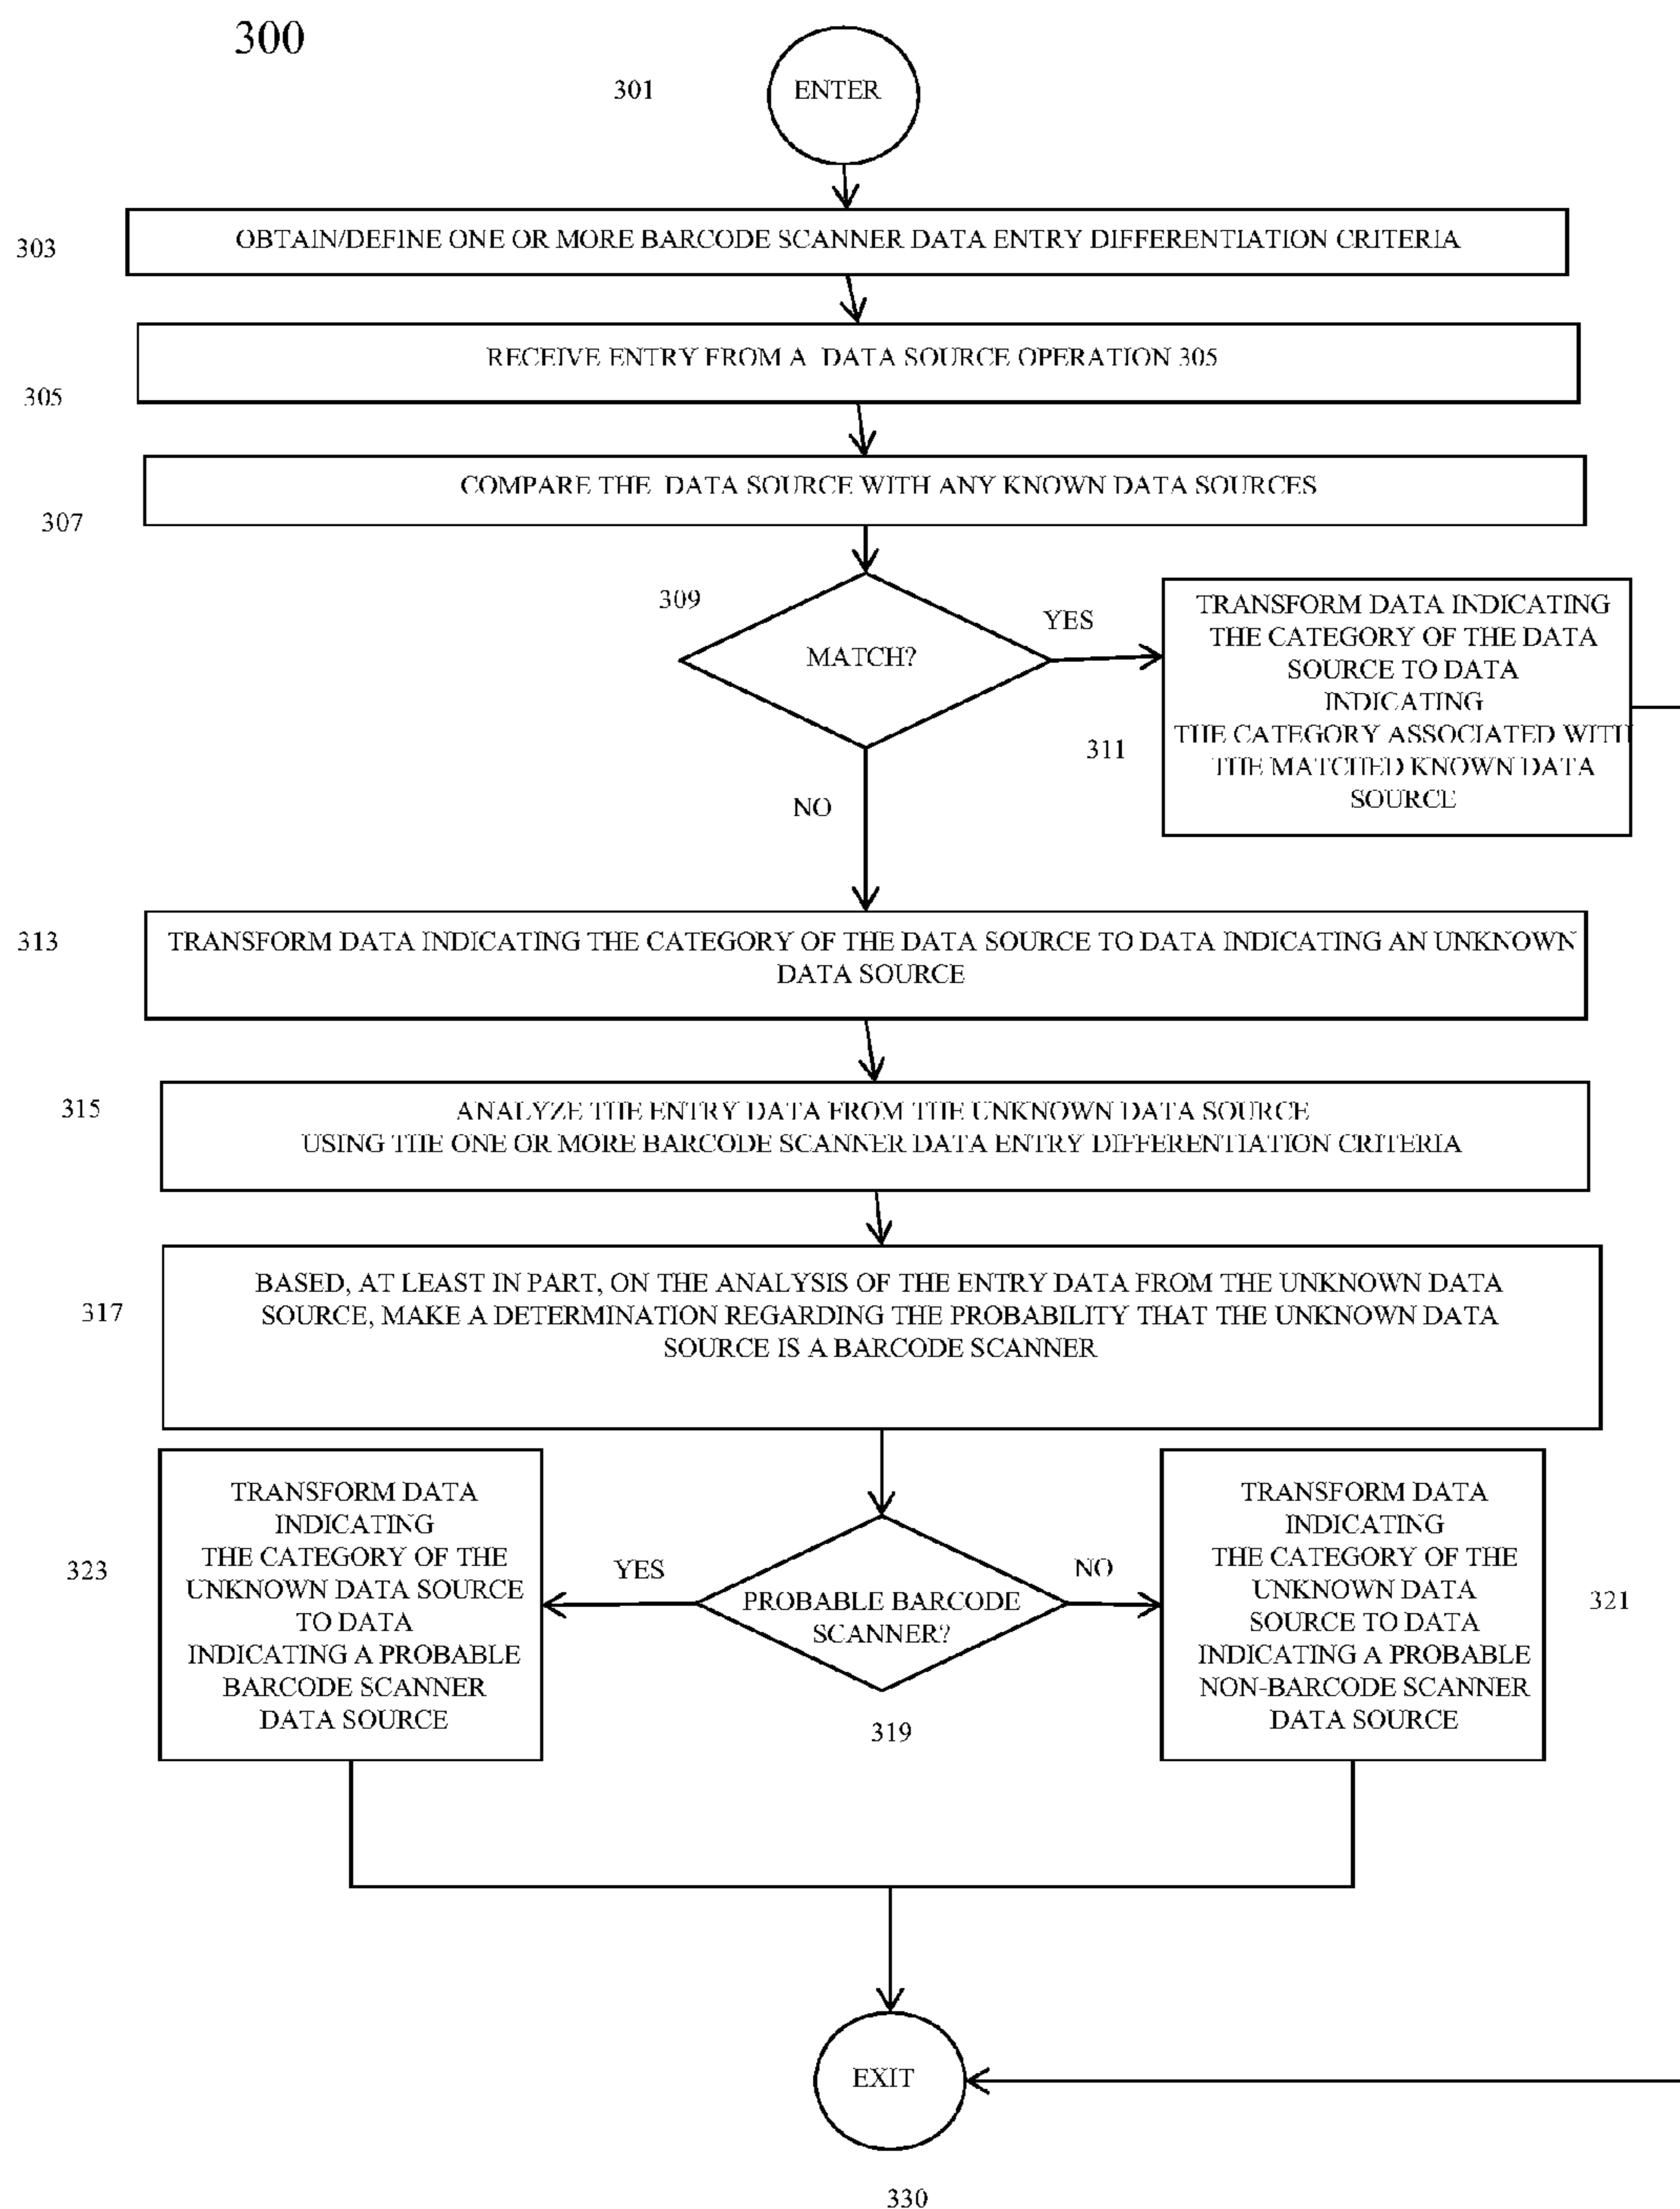 300
301
ENTER
303
OBTAIN/DEFINE ONE OR MORE BARCODE SCANNER DATA ENTRY DIFFERENTIATION CRITERIA
RECEIVE ENTRY FROM A DATA SOURCE OPERATION 305
305
COMPARE THE DATA SOURCE WITH ANY KNOWN DATA SOURCES
307
309
MATCH?
YES
TRANSFORM DATA INDICATING
THE CATEGORY OF THE DATA
SOURCE TO DATA
INDICATING
THE CATEGORY ASSOCIATED WITH
THE MATCHED KNOWN DATA
SOURCE
311
NO
313
TRANSFORM DATA INDICATING THE CATEGORY OF THE DATA SOURCE TO DATA INDICATING AN UNKNOWN
DATA SOURCE
315
ANALYZE THE ENTRY DATA FROM THE UNKNOWN DATA SOURCE
USING THE ONE OR MORE BARCODE SCANNER DATA ENTRY DIFFERENTIATION CRITERIA
317
BASED, AT LEAST IN PART, ON THE ANALYSIS OF THE ENTRY DATA FROM THE UNKNOWN DATA
SOURCE, MAKE A DETERMINATION REGARDING THE PROBABILITY THAT THE UNKNOWN DATA
SOURCE IS A BARCODE SCANNER
323
TRANSFORM DATA
INDICATING
THE CATEGORY OF THE
UNKNOWN DATA SOURCE
TO DATA
INDICATING A PROBABLE
BARCODE SCANNER
DATA SOURCE
YES
PROBABLE BARCODE
SCANNER?
319
NO
TRANSFORM DATA
INDICATING
THE CATEGORY OF THE
UNKNOWN DATA
SOURCE TO DATA
INDICATING A PROBABLE
NON-BARCODE SCANNER
DATA SOURCE
321
EXIT
330